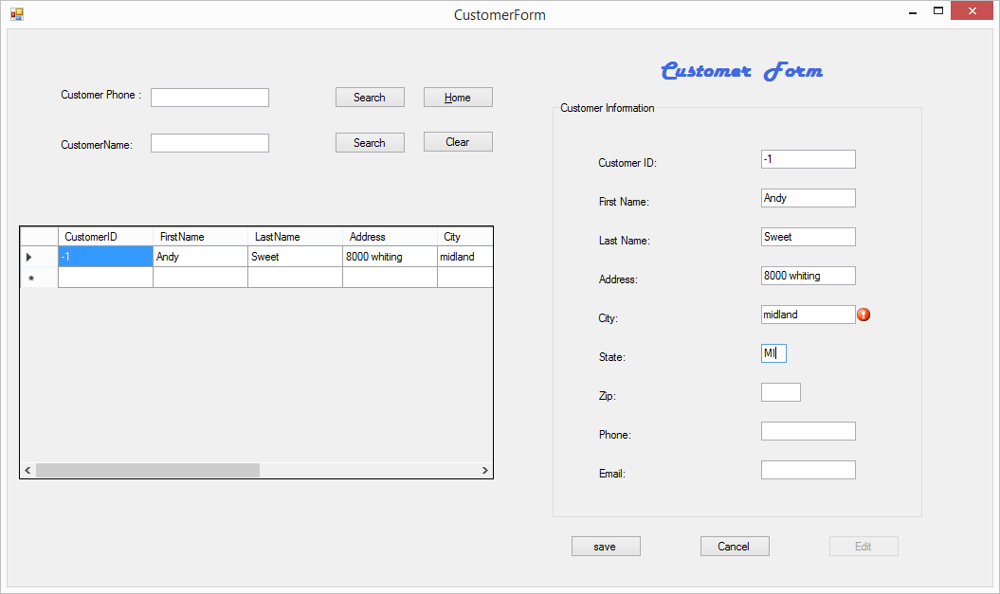 CustomerForm
Customer Form
Customer Phone :
Search
Home
CustomerName:
Search
Clear
CustomerID FirstName LastName Address City
-1 Andy Sweet 8000 whiting midland
Customer Information
Customer ID: -1
First Name: Andy
Last Name: Sweet
Address: 8000 whiting
City: midland
State: MI
Zip:
Phone:
Email:
save
Cancel
Edit